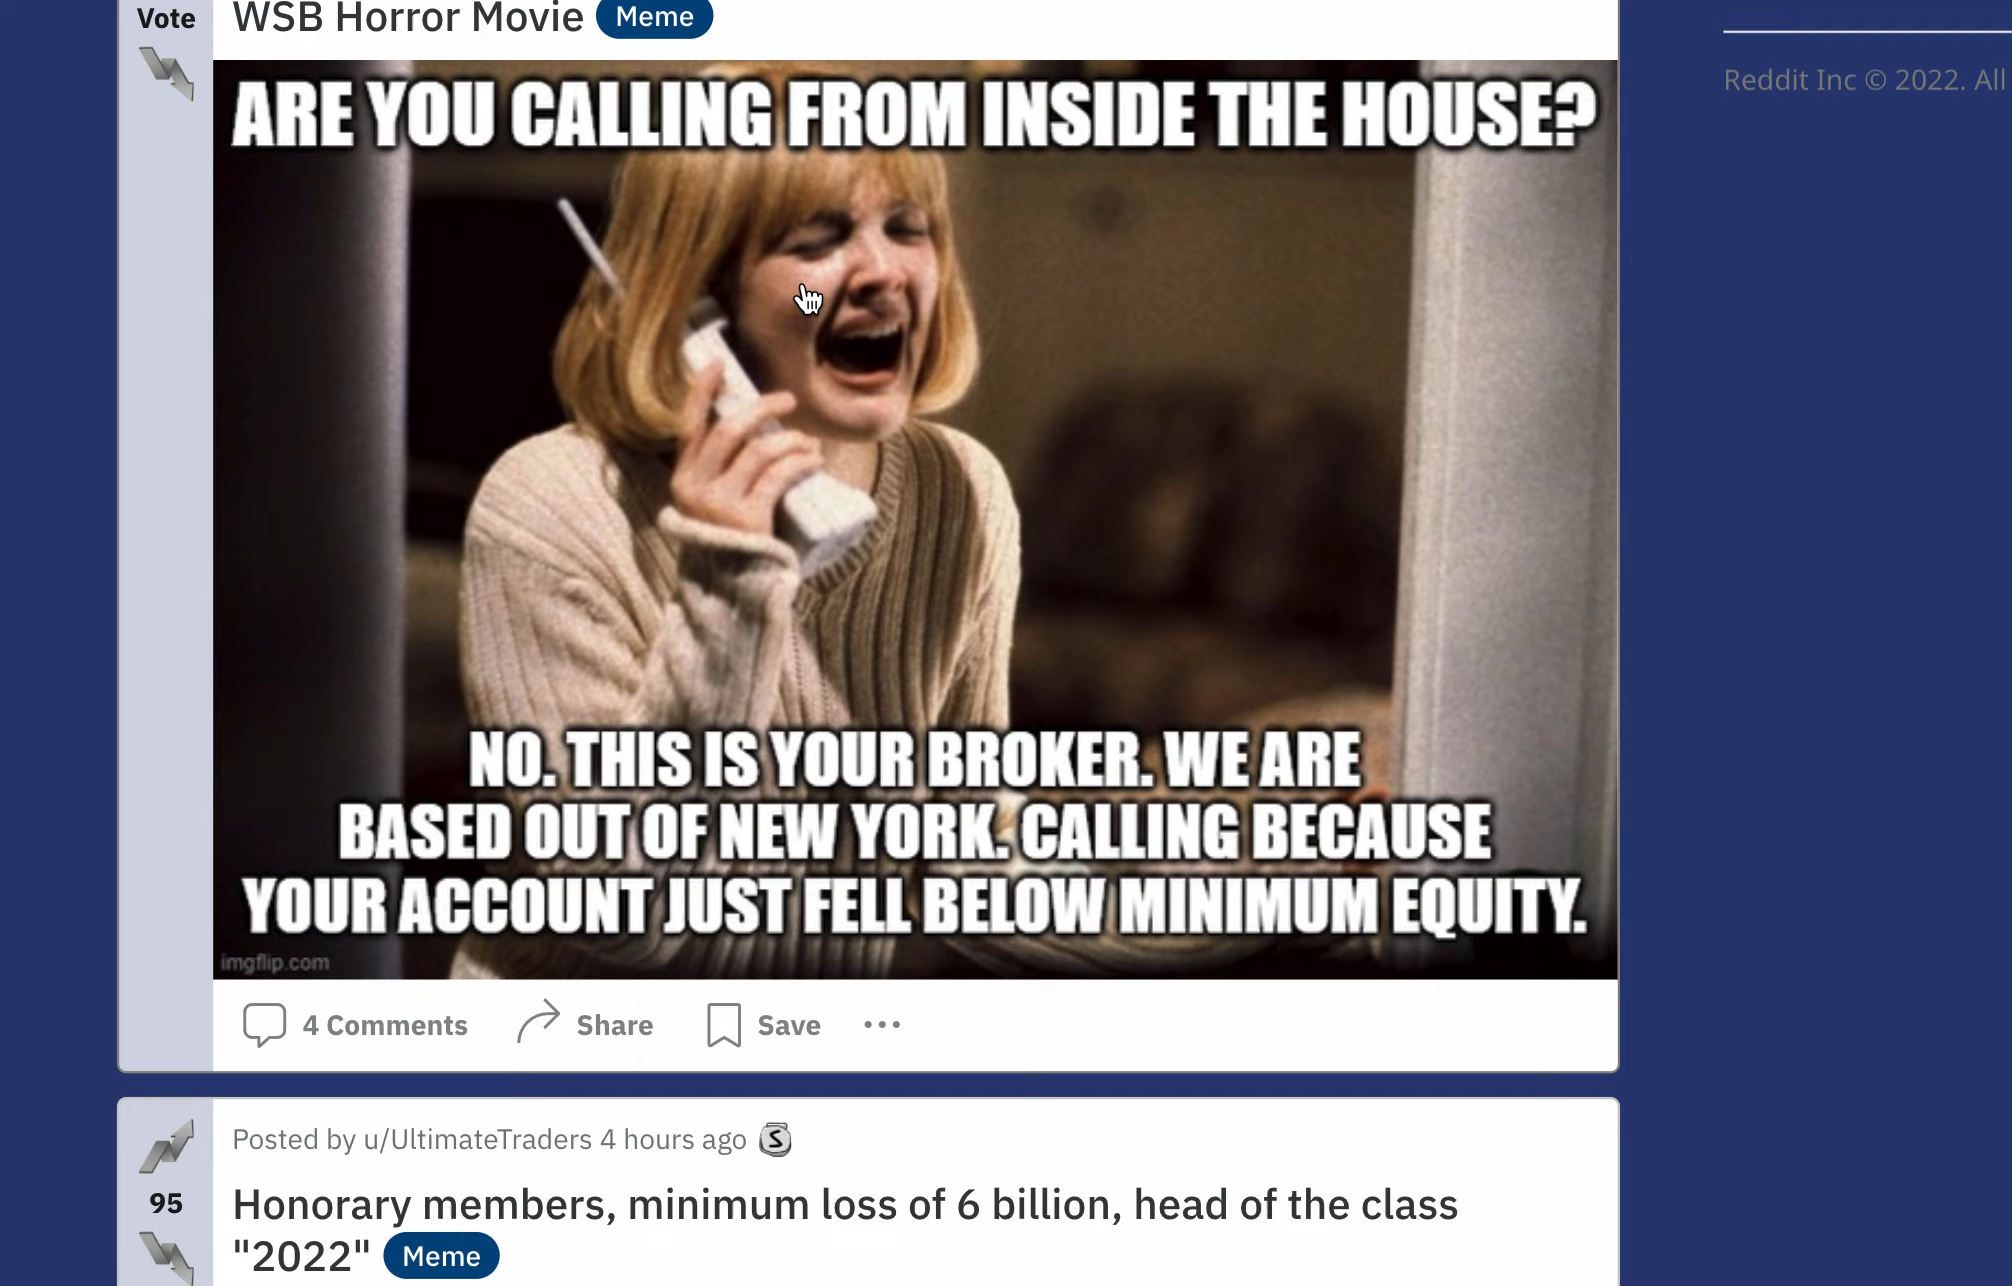 Vote
WSB Horror Movie Meme
Reddit Inc © 2022. All
ARE YOU CALLING FROM INSIDE THE HOUSE?
NO. THIS IS YOUR BROKER. WE ARE
BASED OUT OF NEW YORK. CALLING BECAUSE
YOUR ACCOUNT JUST FELL BELOW MINIMUM EQUITY.
imgflip.com
4 Comments Share Save
Posted by u/UltimateTraders 4 hours ago S
95
Honorary members, minimum loss of 6 billion, head of the class
"2022" Meme